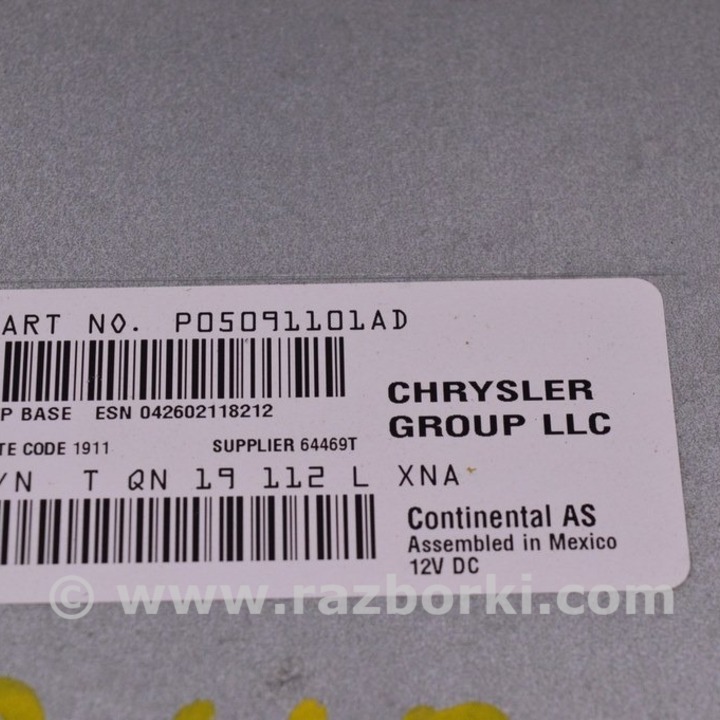 ART NO. P05091101AD
P BASE ESN 042602118212
TE CODE 1911 SUPPLIER 64469T
/N T QN 19 112 L XNA
CHRYSLER
GROUP LLC
Continental AS
Assembled in Mexico
12V DC
© www.razborki.com